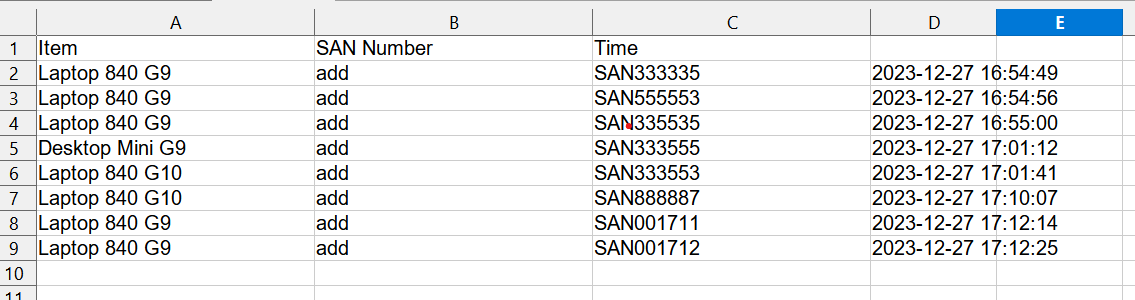 A B C D E
1 Item SAN Number Time
2 Laptop 840 G9 add SAN333335 2023-12-27 16:54:49
3 Laptop 840 G9 add SAN555553 2023-12-27 16:54:56
4 Laptop 840 G9 add SAN335535 2023-12-27 16:55:00
5 Desktop Mini G9 add SAN333555 2023-12-27 17:01:12
6 Laptop 840 G10 add SAN333553 2023-12-27 17:01:41
7 Laptop 840 G10 add SAN888887 2023-12-27 17:10:07
8 Laptop 840 G9 add SAN001711 2023-12-27 17:12:14
9 Laptop 840 G9 add SAN001712 2023-12-27 17:12:25
10
11